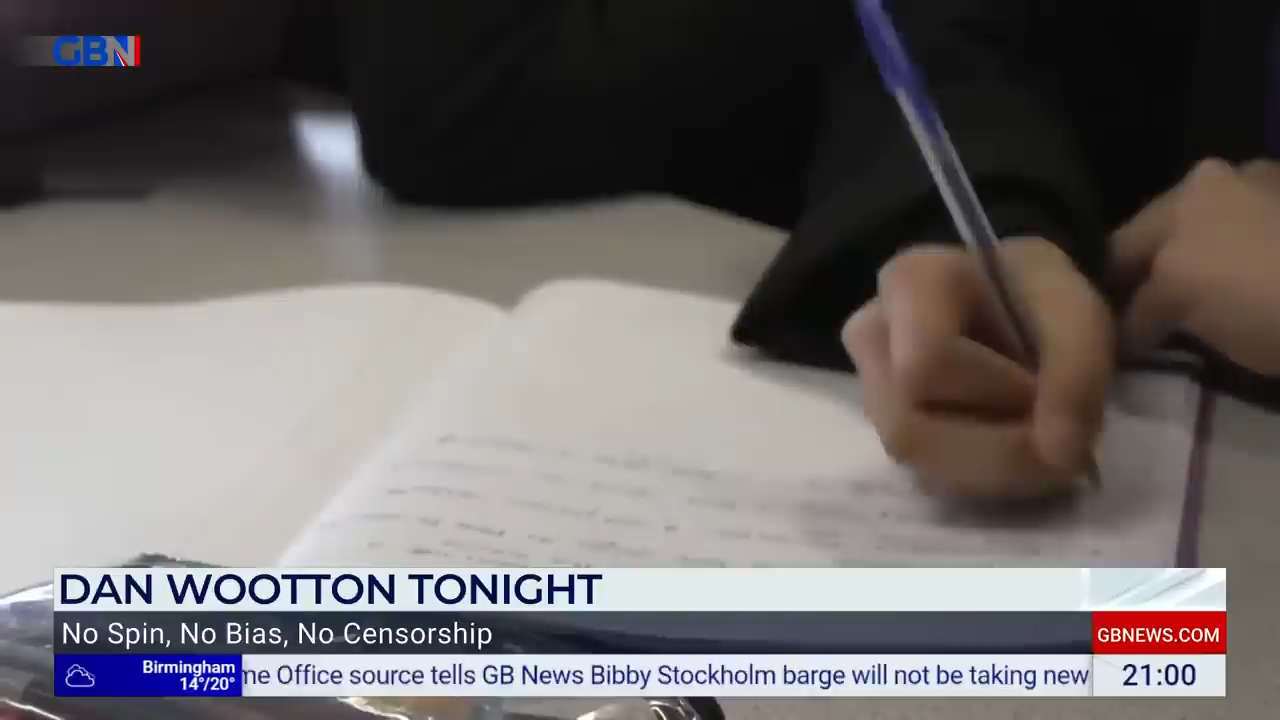 GBN
DAN WOOTTON TONIGHT
No Spin, No Bias, No Censorship
GBNEWS.COM
Birmingham
14°/20°
me Office source tells GB News Bibby Stockholm barge will not be taking new
21:00